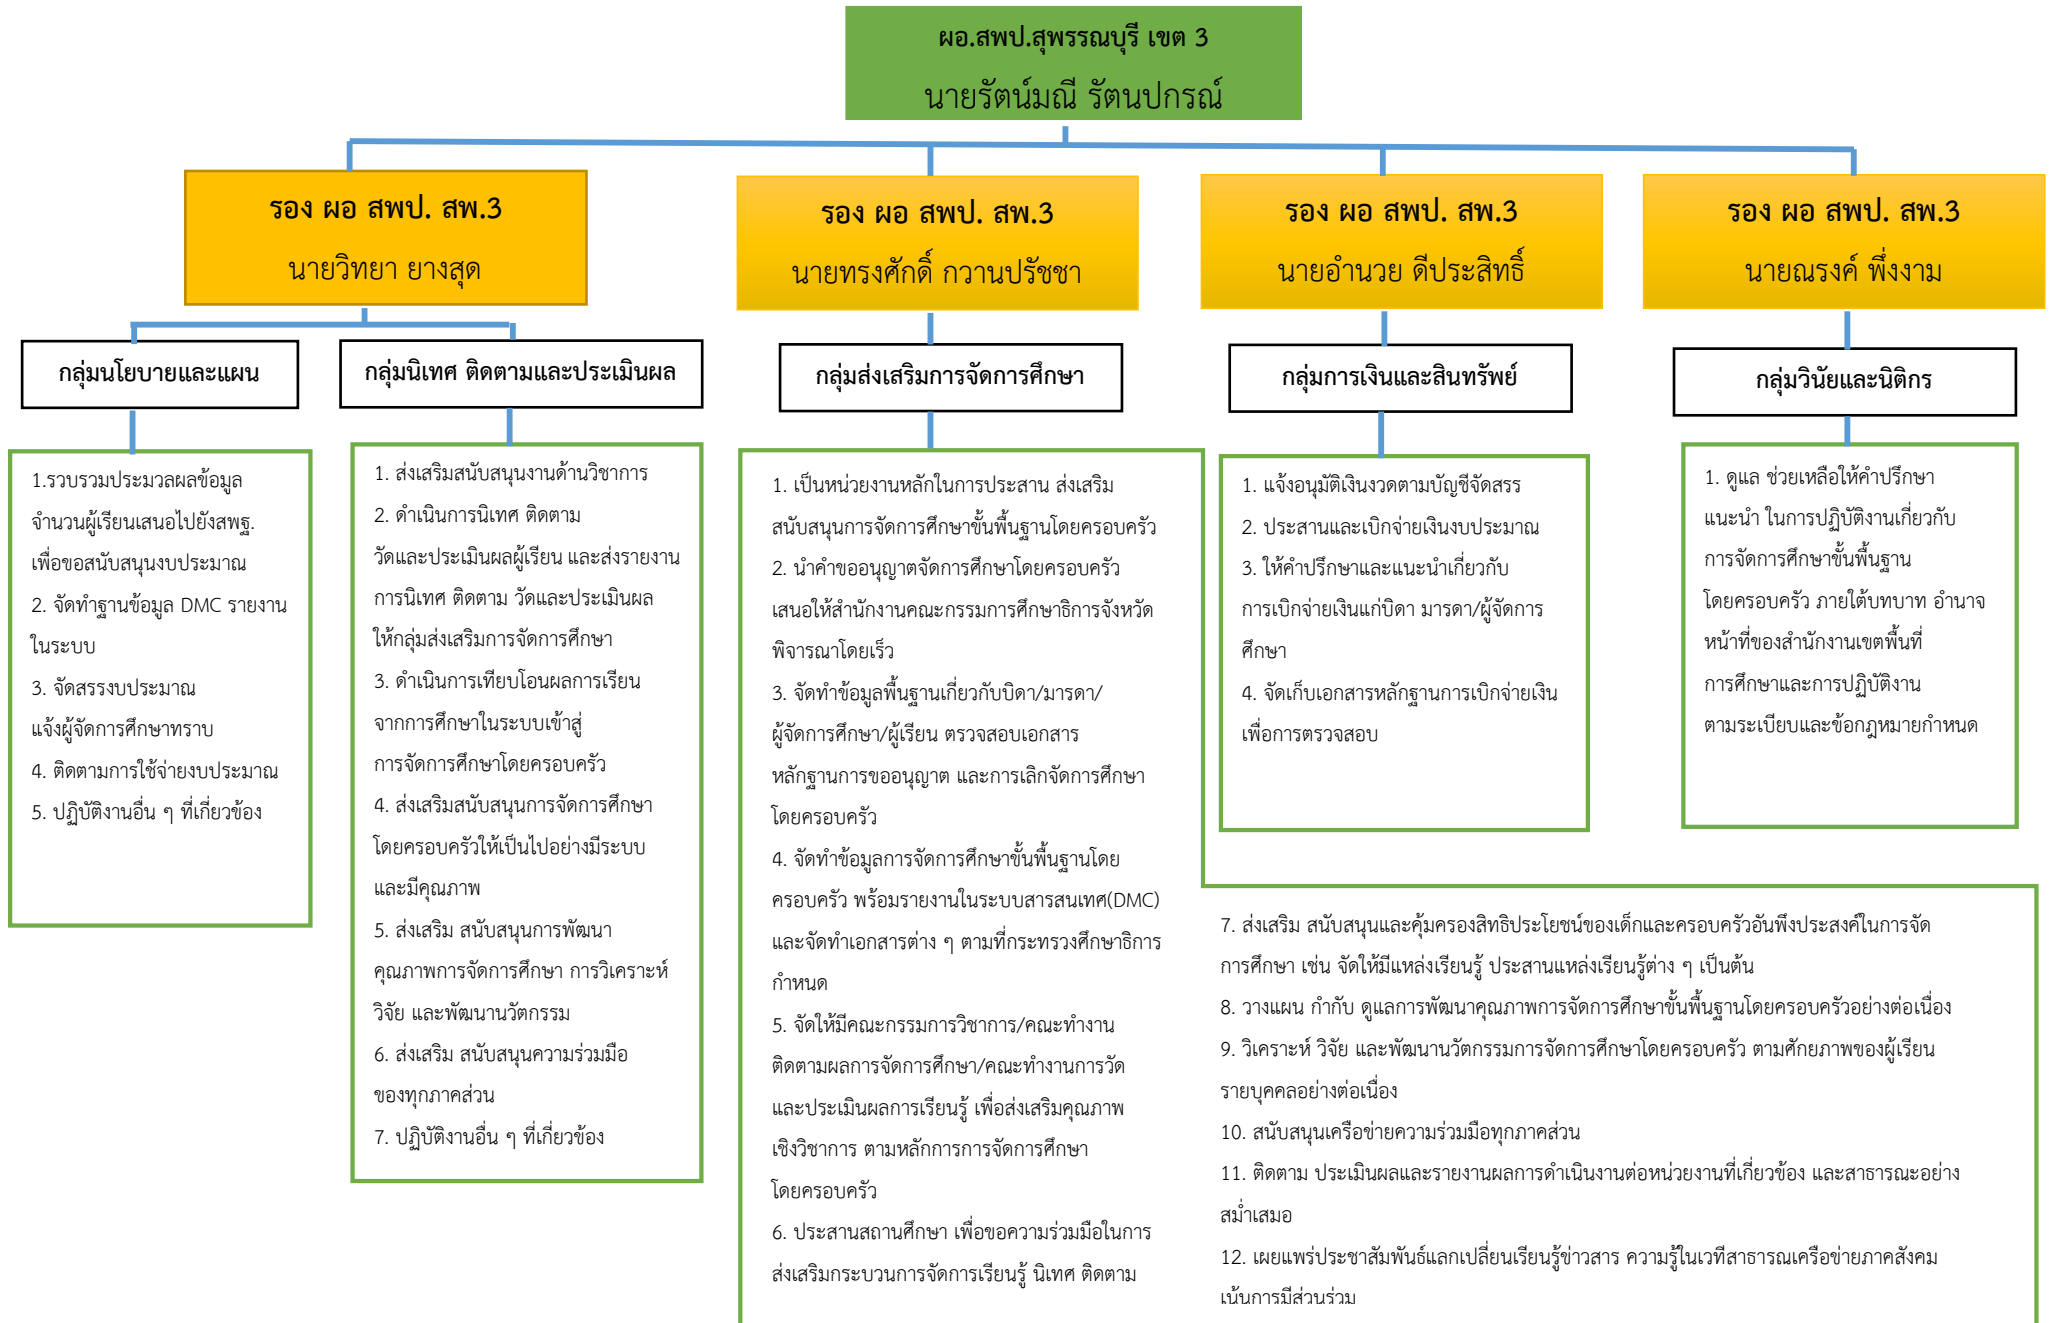 ผอ.สพป.สุพรรณบุรี เขต 3
นายรัตน์มณี รัตนปกรณ์
รอง ผอ สพป. สพ.3
นายวิทยา ยางสุด
รอง ผอ สพป. สพ.3
นายทรงศักดิ์ กวานปรัชชา
รอง ผอ สพป. สพ.3
นายอำนวย ดีประสิทธิ์
รอง ผอ สพป. สพ.3
นายณรงค์ พึ่งงาม
กลุ่มนโยบายและแผน
กลุ่มนิเทศ ติดตามและประเมินผล
กลุ่มส่งเสริมการจัดการศึกษา
กลุ่มการเงินและสินทรัพย์
กลุ่มวินัยและนิติกร
1.รวบรวมประมวลผลข้อมูล
จำนวนผู้เรียนเสนอไปยังสพฐ.
เพื่อขอสนับสนุนงบประมาณ
2. จัดทำฐานข้อมูล DMC รายงาน
ในระบบ
3. จัดสรรงบประมาณ
แจ้งผู้จัดการศึกษาทราบ
4. ติดตามการใช้จ่ายงบประมาณ
5. ปฏิบัติงานอื่น ๆ ที่เกี่ยวข้อง
1. ส่งเสริมสนับสนุนงานด้านวิชาการ
2. ดำเนินการนิเทศ ติดตาม
วัดและประเมินผลผู้เรียน และส่งรายงาน
การนิเทศ ติดตาม วัดและประเมินผล
ให้กลุ่มส่งเสริมการจัดการศึกษา
3. ดำเนินการเทียบโอนผลการเรียน
จากการศึกษาในระบบเข้าสู่
การจัดการศึกษาโดยครอบครัว
4. ส่งเสริมสนับสนุนการจัดการศึกษา
โดยครอบครัวให้เป็นไปอย่างมีระบบ
และมีคุณภาพ
5. ส่งเสริม สนับสนุนการพัฒนา
คุณภาพการจัดการศึกษา การวิเคราะห์
วิจัย และพัฒนานวัตกรรม
6. ส่งเสริม สนับสนุนความร่วมมือ
ของทุกภาคส่วน
7. ปฏิบัติงานอื่น ๆ ที่เกี่ยวข้อง
1. เป็นหน่วยงานหลักในการประสาน ส่งเสริม
สนับสนุนการจัดการศึกษาขั้นพื้นฐานโดยครอบครัว
2. นำคำขออนุญาตจัดการศึกษาโดยครอบครัว
เสนอให้สำนักงานคณะกรรมการศึกษาธิการจังหวัด
พิจารณาโดยเร็ว
3. จัดทำข้อมูลพื้นฐานเกี่ยวกับบิดา/มารดา/
ผู้จัดการศึกษา/ผู้เรียน ตรวจสอบเอกสาร
หลักฐานการขออนุญาต และการเลิกจัดการศึกษา
โดยครอบครัว
4. จัดทำข้อมูลการจัดการศึกษาขั้นพื้นฐานโดย
ครอบครัว พร้อมรายงานในระบบสารสนเทศ(DMC)
และจัดทำเอกสารต่าง ๆ ตามที่กระทรวงศึกษาธิการ
กำหนด
5. จัดให้มีคณะกรรมการวิชาการ/คณะทำงาน
ติดตามผลการจัดการศึกษา/คณะทำงานการวัด
และประเมินผลการเรียนรู้ เพื่อส่งเสริมคุณภาพ
เชิงวิชาการ ตามหลักการการจัดการศึกษา
โดยครอบครัว
6. ประสานสถานศึกษา เพื่อขอความร่วมมือในการ
ส่งเสริมกระบวนการจัดการเรียนรู้ นิเทศ ติดตาม
1. แจ้งอนุมัติเงินงวดตามบัญชีจัดสรร
2. ประสานและเบิกจ่ายเงินงบประมาณ
3. ให้คำปรึกษาและแนะนำเกี่ยวกับ
การเบิกจ่ายเงินแก่บิดา มารดา/ผู้จัดการ
ศึกษา
4. จัดเก็บเอกสารหลักฐานการเบิกจ่ายเงิน
เพื่อการตรวจสอบ
1. ดูแล ช่วยเหลือให้คำปรึกษา
แนะนำ ในการปฏิบัติงานเกี่ยวกับ
การจัดการศึกษาขั้นพื้นฐาน
โดยครอบครัว ภายใต้บทบาท อำนาจ
หน้าที่ของสำนักงานเขตพื้นที่
การศึกษาและการปฏิบัติงาน
ตามระเบียบและข้อกฎหมายกำหนด
7. ส่งเสริม สนับสนุนและคุ้มครองสิทธิประโยชน์ของเด็กและครอบครัวอันพึงประสงค์ในการจัด
การศึกษา เช่น จัดให้มีแหล่งเรียนรู้ ประสานแหล่งเรียนรู้ต่าง ๆ เป็นต้น
8. วางแผน กำกับ ดูแลการพัฒนาคุณภาพการจัดการศึกษาขั้นพื้นฐานโดยครอบครัวอย่างต่อเนื่อง
9. วิเคราะห์ วิจัย และพัฒนานวัตกรรมการจัดการศึกษาโดยครอบครัว ตามศักยภาพของผู้เรียน
รายบุคคลอย่างต่อเนื่อง
10. สนับสนุนเครือข่ายความร่วมมือทุกภาคส่วน
11. ติดตาม ประเมินผลและรายงานผลการดำเนินงานต่อหน่วยงานที่เกี่ยวข้อง และสาธารณะอย่าง
สม่ำเสมอ
12. เผยแพร่ประชาสัมพันธ์แลกเปลี่ยนเรียนรู้ข่าวสาร ความรู้ในเวทีสาธารณเครือข่ายภาคสังคม
เน้นการมีส่วนร่วม